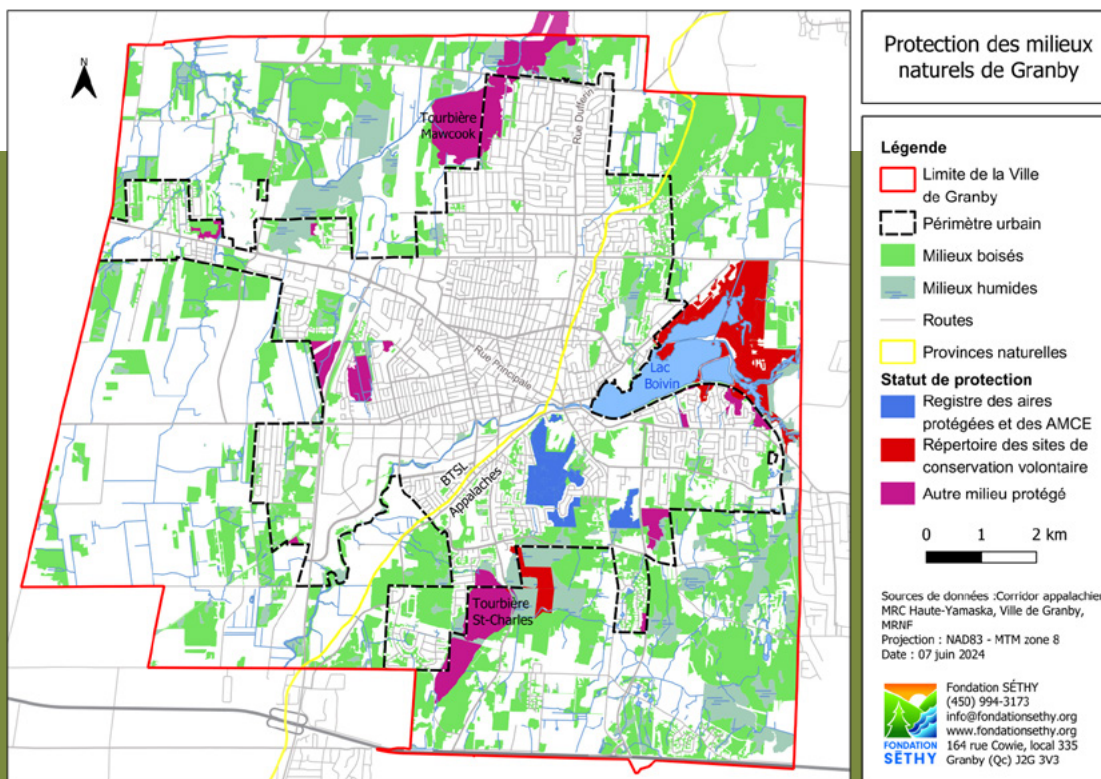 Protection des milieux
naturels de Granby
N
Tourbière
Mawcook
Rue Dufferin
Rue Principale
Lac
Boivin
BTSL
Appalaches
Tourbière
St-Charles
Légende
Limite de la Ville
de Granby
Périmètre urbain
Milieux boisés
Milieux humides
Routes
Provinces naturelles
Statut de protection
Registre des aires
protégées et des AMCE
Répertoire des sites de
conservation volontaire
Autre milieu protégé
0 1 2 km
Sources de données :Corridor appalachien
MRC Haute-Yamaska, Ville de Granby,
MRNF
Projection : NAD83 - MTM zone 8
Date : 07 juin 2024
FONDATION
SÉTHY
Fondation SÉTHY
(450) 994-3173
info@fondationsethy.org
www.fondationsethy.org
164 rue Cowie, local 335
Granby (Qc) J2G 3V3